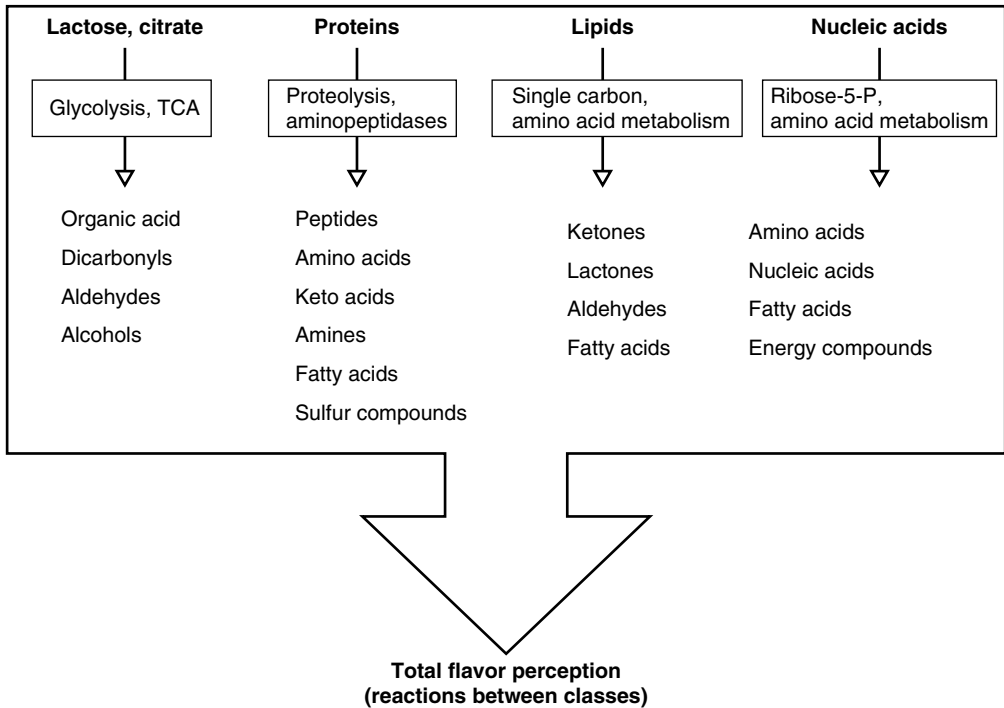 Lactose, citrate
Glycolysis, TCA
Organic acid
Dicarbonyls
Aldehydes
Alcohols
Proteins
Proteolysis,
aminopeptidases
Peptides
Amino acids
Keto acids
Amines
Fatty acids
Sulfur compounds
Lipids
Single carbon,
amino acid metabolism
Ketones
Lactones
Aldehydes
Fatty acids
Nucleic acids
Ribose-5-P,
amino acid metabolism
Amino acids
Nucleic acids
Fatty acids
Energy compounds
Total flavor perception
(reactions between classes)